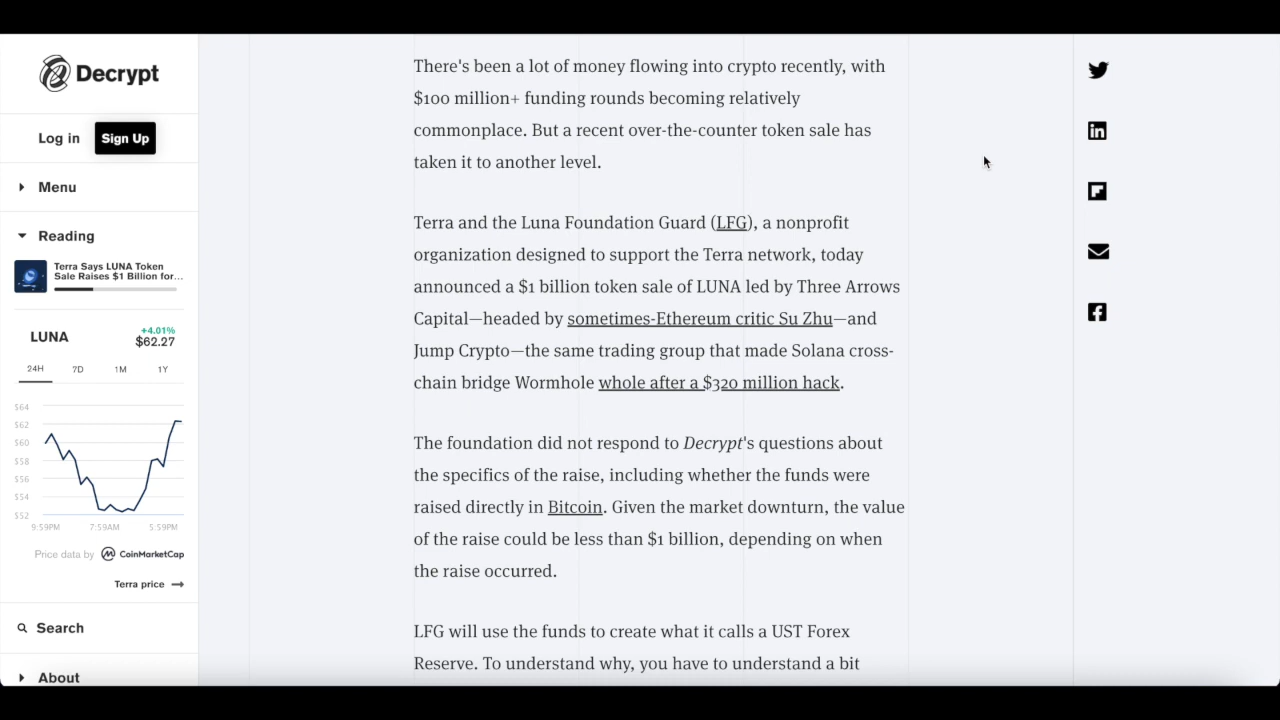 Decrypt
Log in
Sign Up
Menu
Reading
Terra Says LUNA Token
Sale Raises $1 Billion for...
LUNA
+4.01%
$62.27
24H
7D
1M
1Y
$64
$62
$60
$58
$56
$54
$52
9:59PM
7:59AM
5:59PM
Price data by
CoinMarketCap
Terra price
Search
About
There's been a lot of money flowing into crypto recently, with
$100 million+ funding rounds becoming relatively
commonplace. But a recent over-the-counter token sale has
taken it to another level.
Terra and the Luna Foundation Guard (LFG), a nonprofit
organization designed to support the Terra network, today
announced a $1 billion token sale of LUNA led by Three Arrows
Capital—headed by sometimes-Ethereum critic Su Zhu—and
Jump Crypto—the same trading group that made Solana cross-
chain bridge Wormhole whole after a $320 million hack.
The foundation did not respond to Decrypt's questions about
the specifics of the raise, including whether the funds were
raised directly in Bitcoin. Given the market downturn, the value
of the raise could be less than $1 billion, depending on when
the raise occurred.
LFG will use the funds to create what it calls a UST Forex
Reserve. To understand why, you have to understand a bit